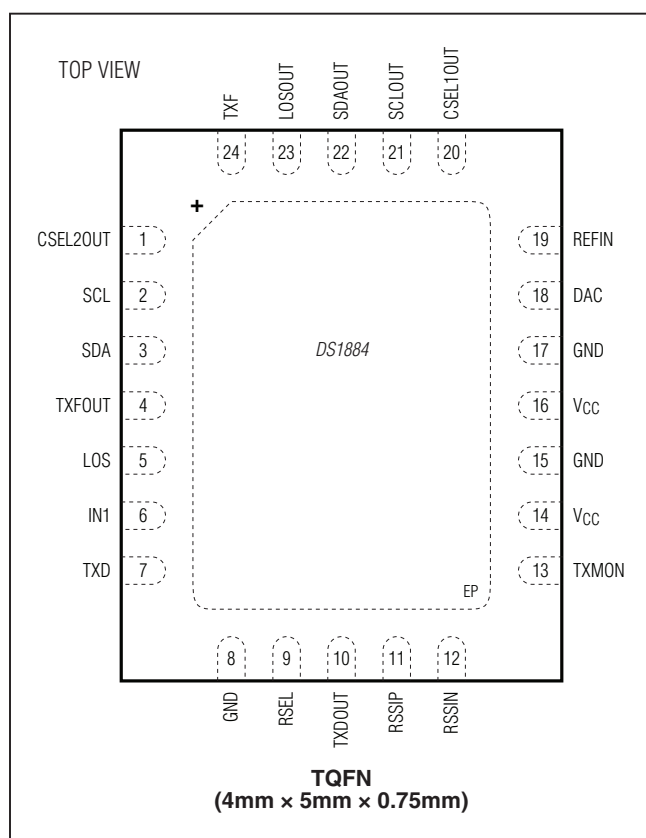 TOP VIEW
TXF
LOSOUT
SDAOUT
SCLOUT
CSEL1OUT
24 23 22 21 20
+
CSEL2OUT 1
SCL 2
SDA 3
TXFOUT 4
LOS 5
IN1 6
TXD 7
DS1884
19 REFIN
18 DAC
17 GND
16 VCC
15 GND
14 VCC
13 TXMON
EP
8 9 10 11 12
GND
RSEL
TXDOUT
RSSIP
RSSIN
TQFN
(4mm × 5mm × 0.75mm)